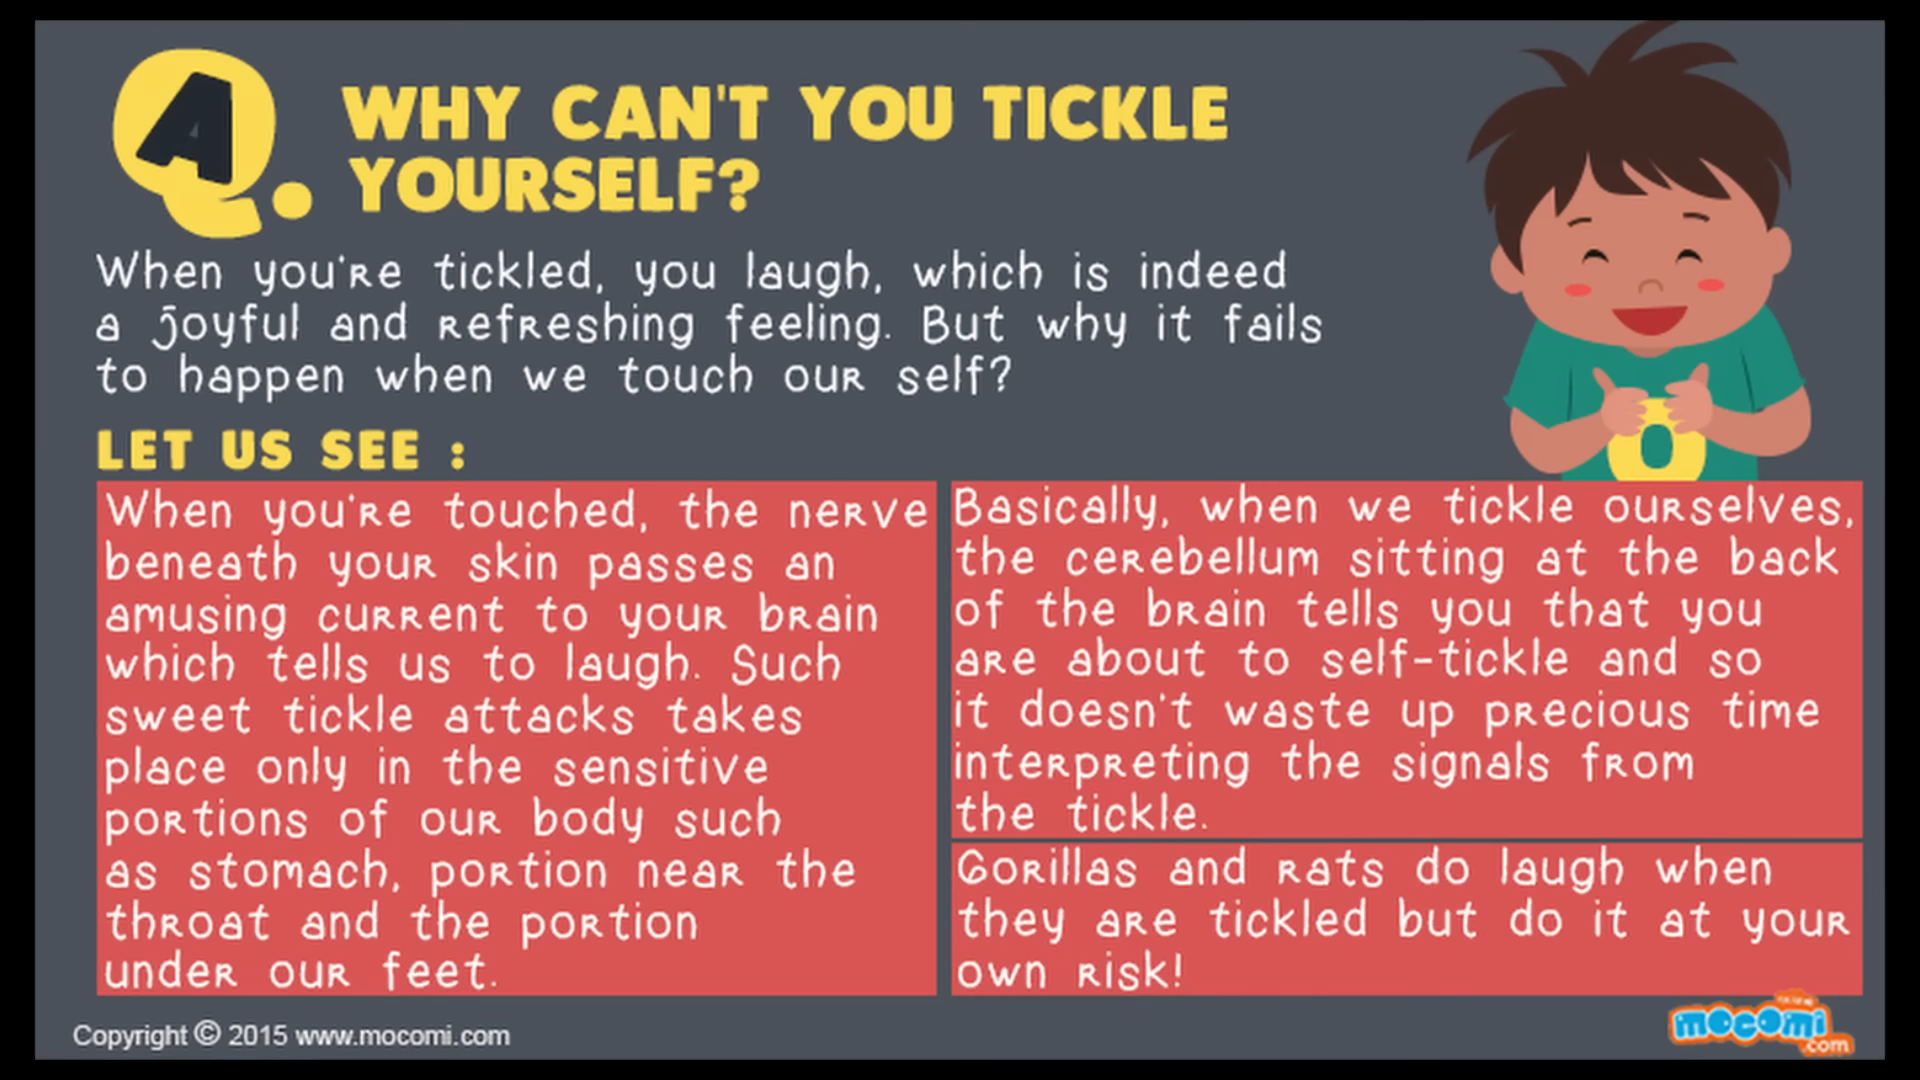 QA.
WHY CAN'T YOU TICKLE
YOURSELF?
When you're tickled, you laugh, which is indeed
a joyful and refreshing feeling. But why it fails
to happen when we touch our self?
LET US SEE :
When you're touched, the nerve
beneath your skin passes an
amusing current to your brain
which tells us to laugh. Such
sweet tickle attacks takes
place only in the sensitive
portions of our body such
as stomach, portion near the
throat and the portion
under our feet.
Basically, when we tickle ourselves,
the cerebellum sitting at the back
of the brain tells you that you
are about to self-tickle and so
it doesn't waste up precious time
interpreting the signals from
the tickle.
Gorillas and rats do laugh when
they are tickled but do it at your
own risk!
Copyright © 2015 www.mocomi.com
mocomi
.com